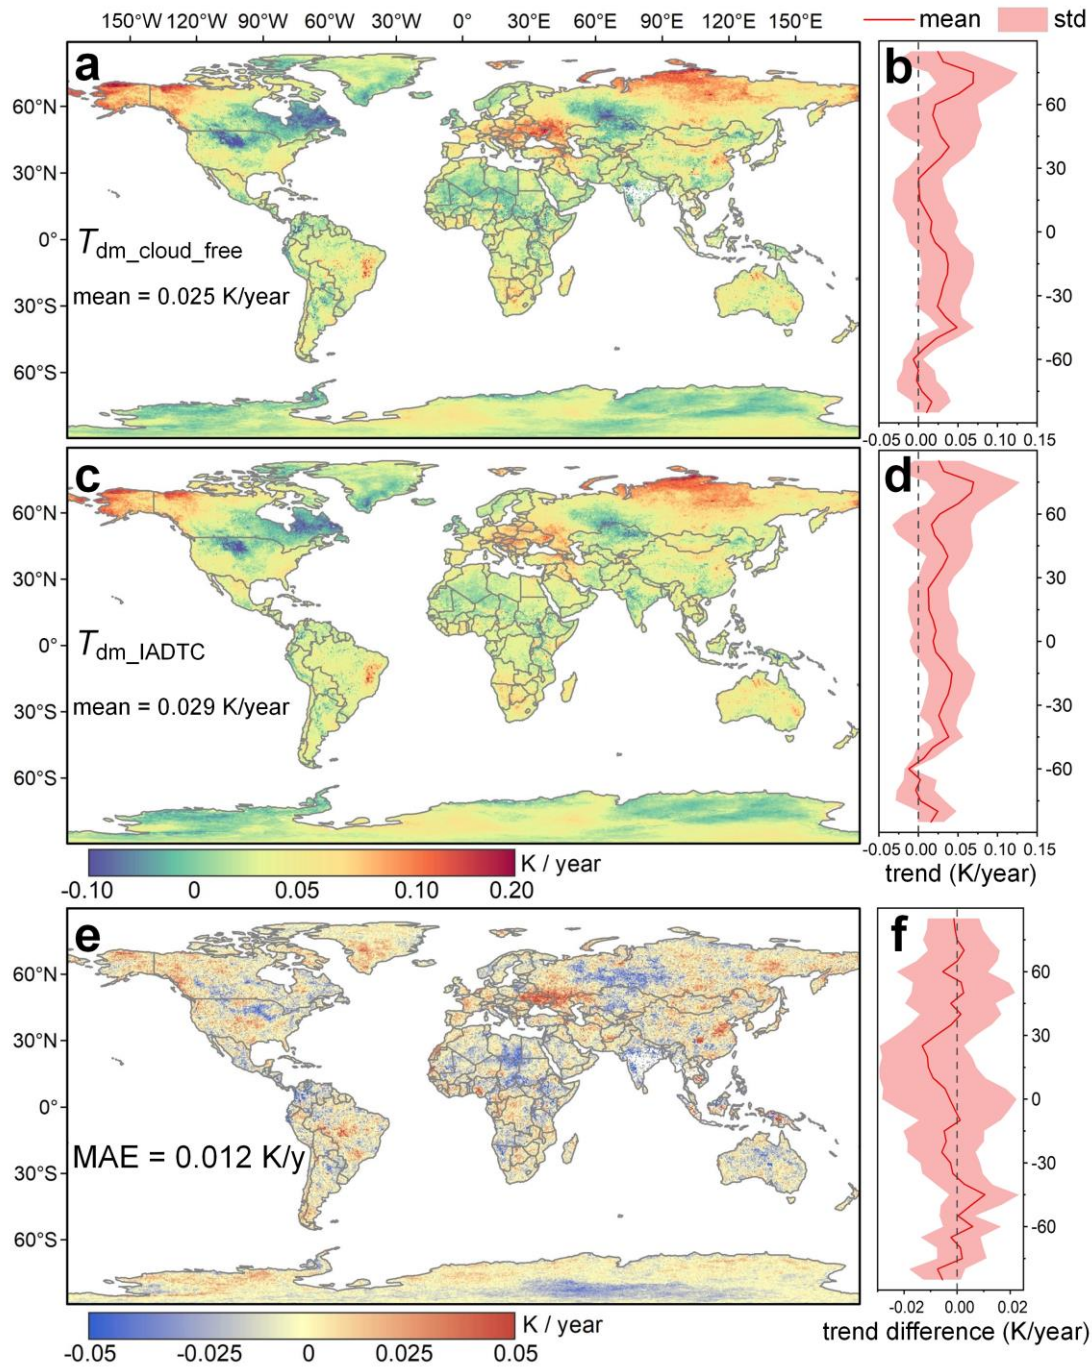 150°W 120°W 90°W 60°W 30°W 0° 30°E 60°E 90°E 120°E 150°E
mean std
a
60°N
30°N
0°
30°S
60°S
Tdm_cloud_free
mean = 0.025 K/year
b
60
30
0
-30
-60
-0.05 0.00 0.05 0.10 0.15
c
60°N
30°N
0°
30°S
60°S
Tdm_IADTC
mean = 0.029 K/year
d
60
30
0
-30
-60
-0.05 0.00 0.05 0.10 0.15
trend (K/year)
K / year
-0.10 0 0.05 0.10 0.20
e
60°N
30°N
0°
30°S
60°S
MAE = 0.012 K/y
f
60
30
0
-30
-60
-0.02 0.00 0.02
trend difference (K/year)
K / year
-0.05 -0.025 0 0.025 0.05